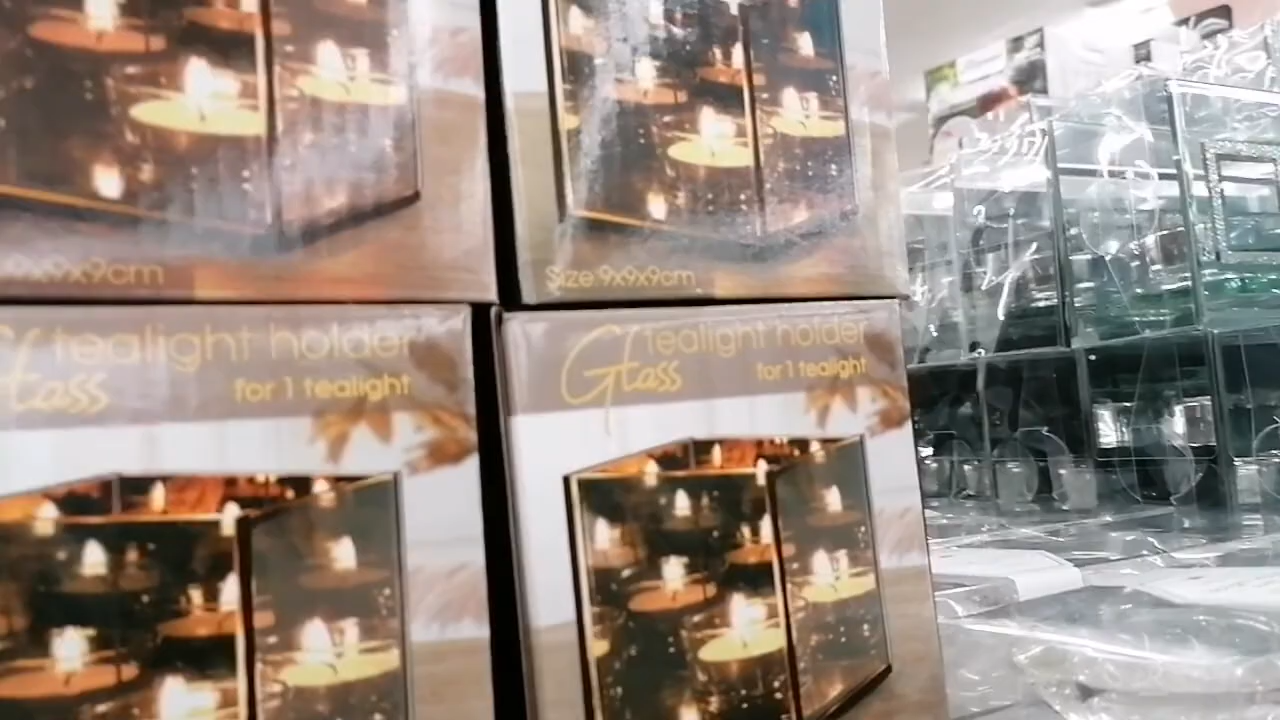 9x9x9cm
Size:9x9x9cm
tealight holder
Glass
for 1 tealight
tealight holder
Glass
for 1 tealight